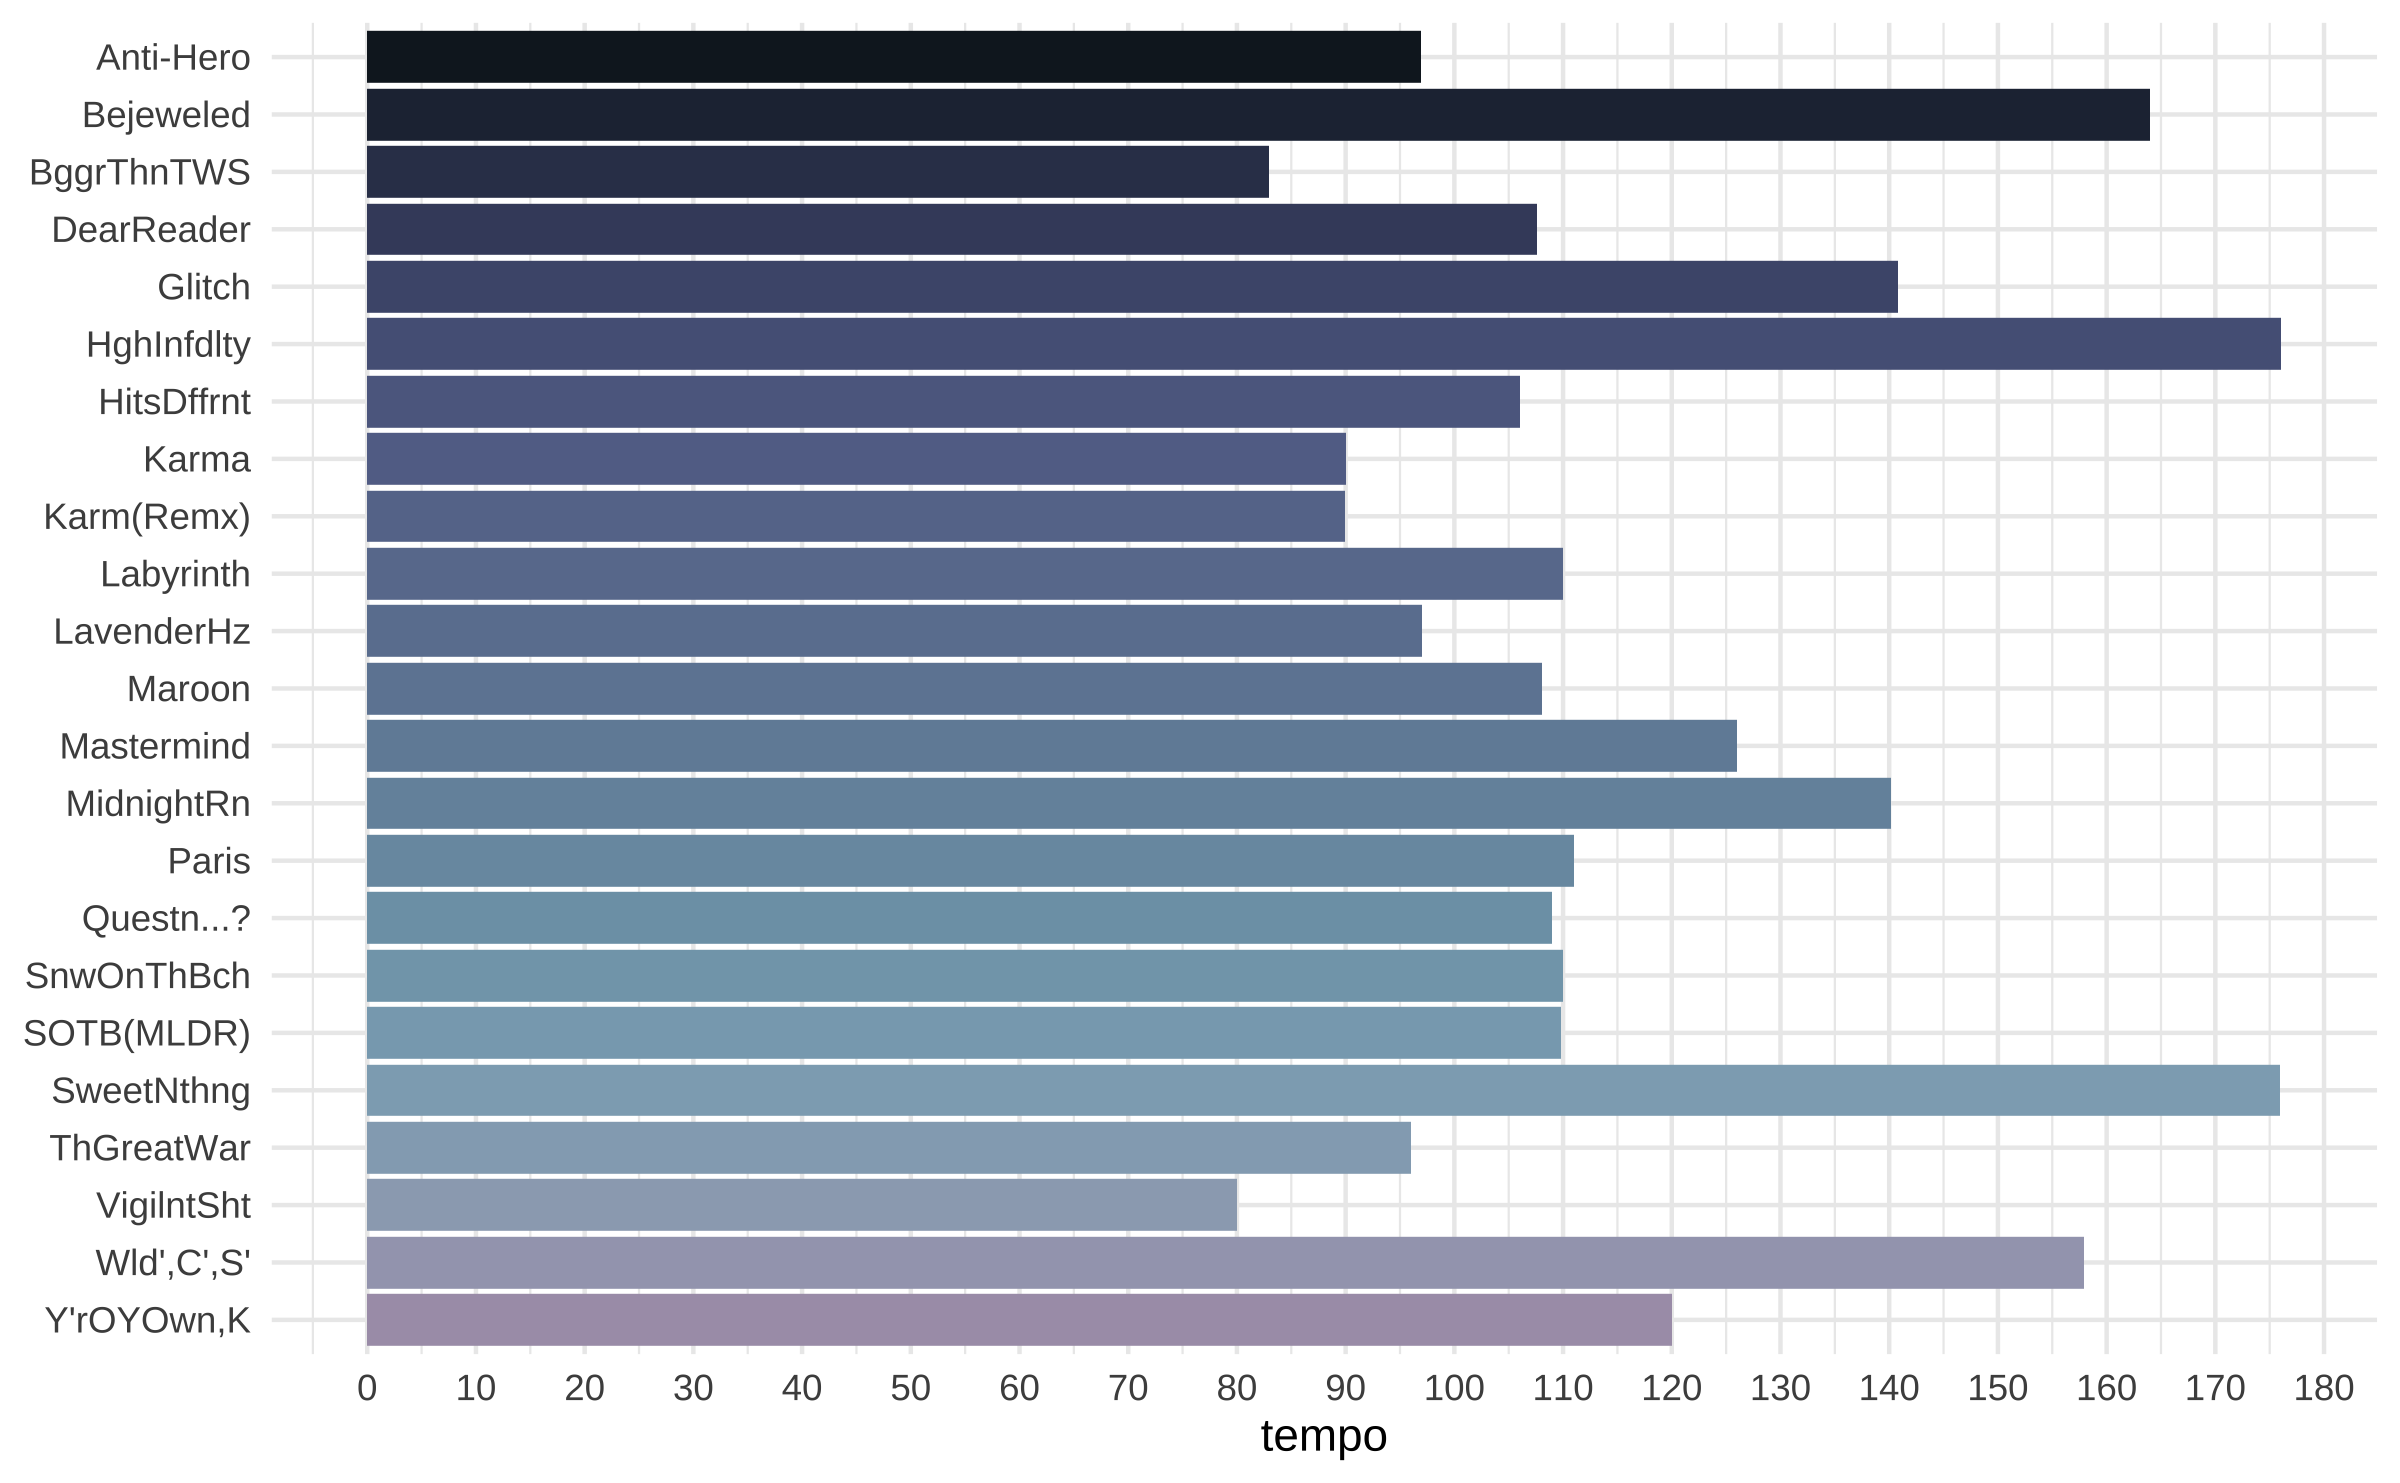 Anti-Hero
Bejeweled
BggrThnTWS
DearReader
Glitch
HghInfdlty
HitsDffrnt
Karma
Karm(Remx)
Labyrinth
LavenderHz
Maroon
Mastermind
MidnightRn
Paris
Questn...?
SnwOnThBch
SOTB(MLDR)
SweetNthng
ThGreatWar
VigilntSht
Wld',C',S'
Y'rOYOwn,K
0 10 20 30 40 50 60 70 80 90 100 110 120 130 140 150 160 170 180
tempo